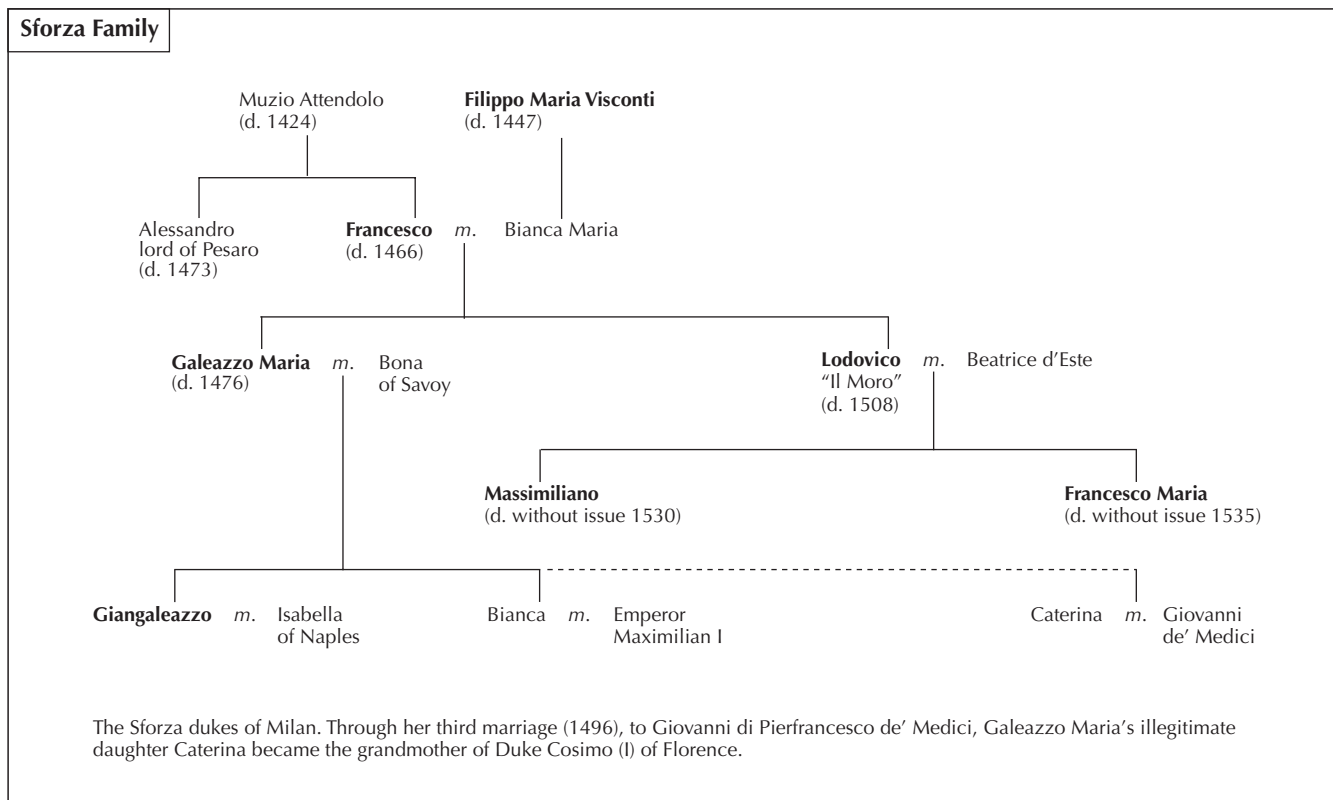 Sforza Family
Muzio Attendolo
(d. 1424)
Filippo Maria Visconti
(d. 1447)
Alessandro
lord of Pesaro
(d. 1473)
Francesco m. Bianca Maria
(d. 1466)
Galeazzo Maria m. Bona
(d. 1476) of Savoy
Lodovico m. Beatrice d’Este
“Il Moro”
(d. 1508)
Massimiliano
(d. without issue 1530)
Francesco Maria
(d. without issue 1535)
Giangaleazzo m. Isabella
of Naples
Bianca m. Emperor
Maximilian I
Caterina m. Giovanni
de’ Medici
The Sforza dukes of Milan. Through her third marriage (1496), to Giovanni di Pierfrancesco de’ Medici, Galeazzo Maria’s illegitimate
daughter Caterina became the grandmother of Duke Cosimo (I) of Florence.